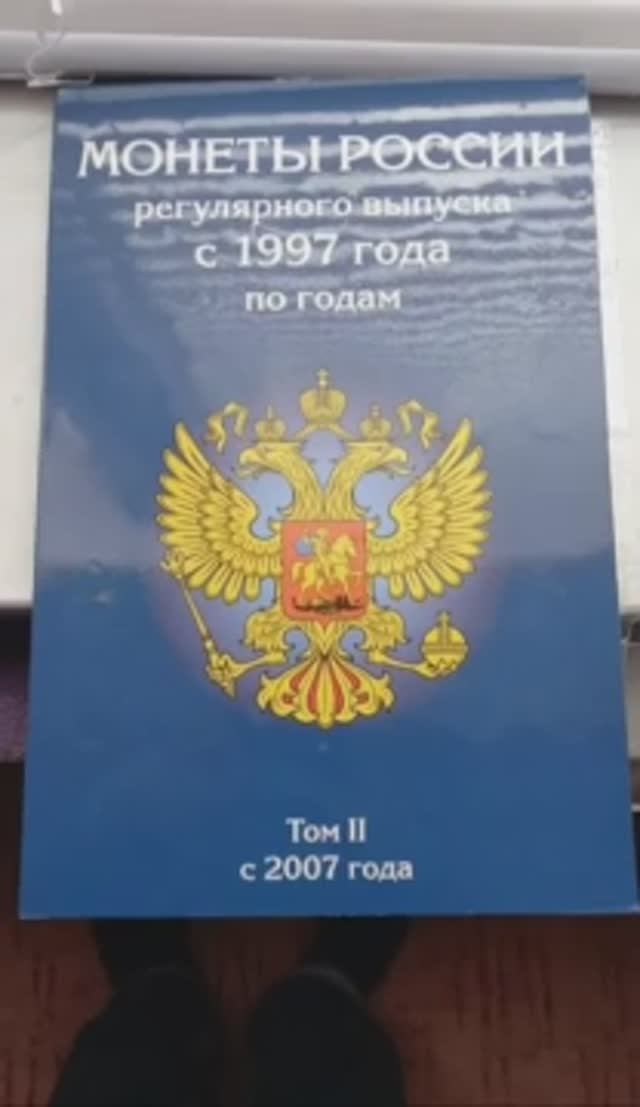 МОНЕТЫ РОССИИ
регулярного выпуска
с 1997 года
по годам
Том II
с 2007 года